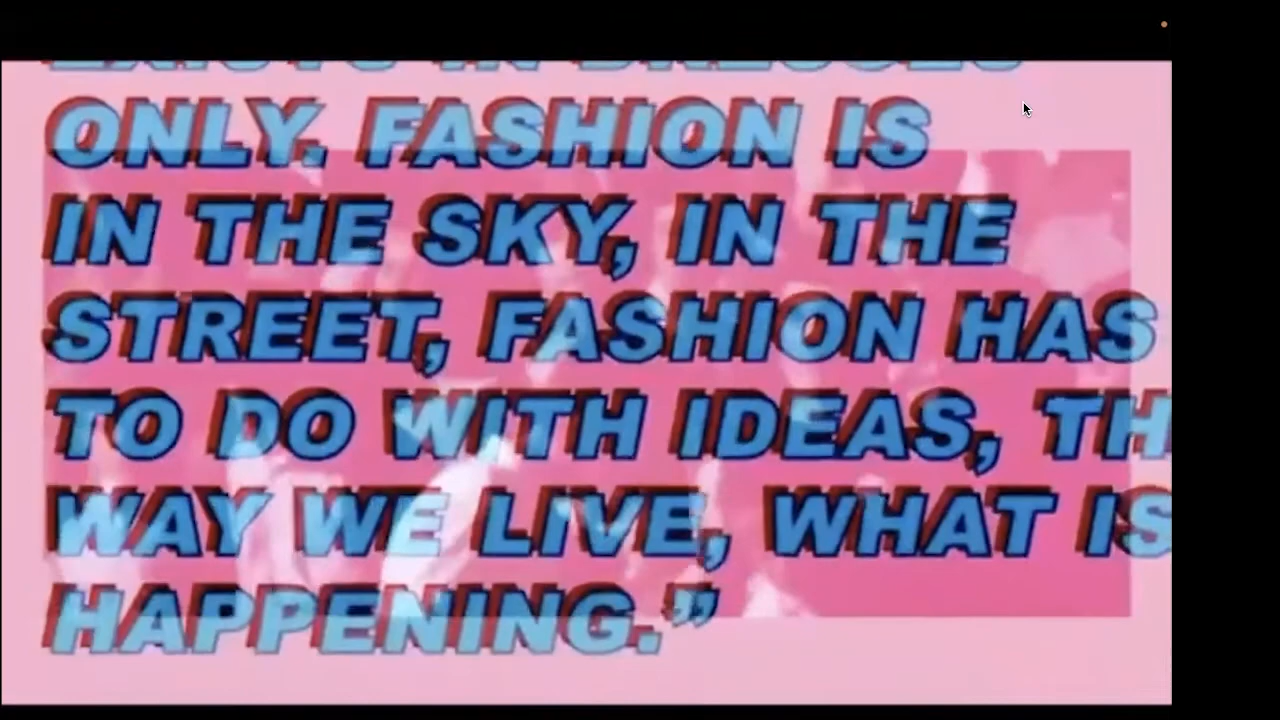 ONLY. FASHION IS
IN THE SKY, IN THE
STREET, FASHION HAS
TO DO WITH IDEAS, TH
WAY WE LIVE, WHAT IS
HAPPENING.”